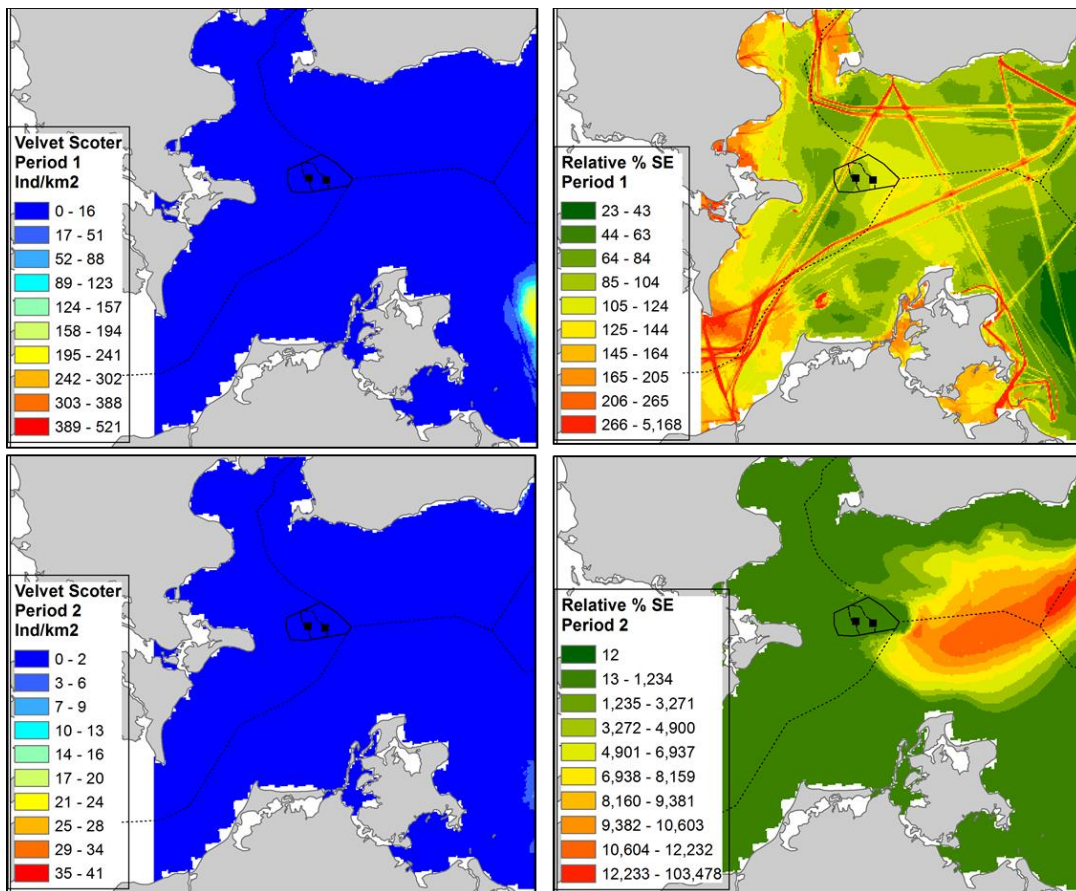 Velvet Scoter
Period 1
Ind/km2
0 - 16
17 - 51
52 - 88
89 - 123
124 - 157
158 - 194
195 - 241
242 - 302
303 - 388
389 - 521
Relative % SE
Period 1
23 - 43
44 - 63
64 - 84
85 - 104
105 - 124
125 - 144
145 - 164
165 - 205
206 - 265
266 - 5,168
Velvet Scoter
Period 2
Ind/km2
0 - 2
3 - 6
7 - 9
10 - 13
14 - 16
17 - 20
21 - 24
25 - 28
29 - 34
35 - 41
Relative % SE
Period 2
12
13 - 1,234
1,235 - 3,271
3,272 - 4,900
4,901 - 6,937
6,938 - 8,159
8,160 - 9,381
9,382 - 10,603
10,604 - 12,232
12,233 - 103,478